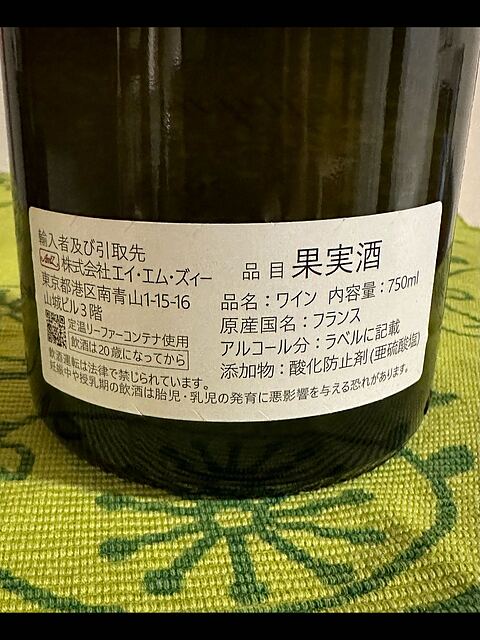 輸入者及び引取先
AMZ 株式会社エイ・エム・ズィー
東京都港区南青山1-15-16
山城ビル3階
定温リーファーコンテナ使用
飲酒は20歳になってから
飲酒運転は法律で禁じられています。
妊娠中や授乳期の飲酒は胎児・乳児の発育に悪影響を与える恐れがあります。
品目 果実酒
品名：ワイン 内容量：750ml
原産国名：フランス
アルコール分：ラベルに記載
添加物：酸化防止剤(亜硫酸塩)